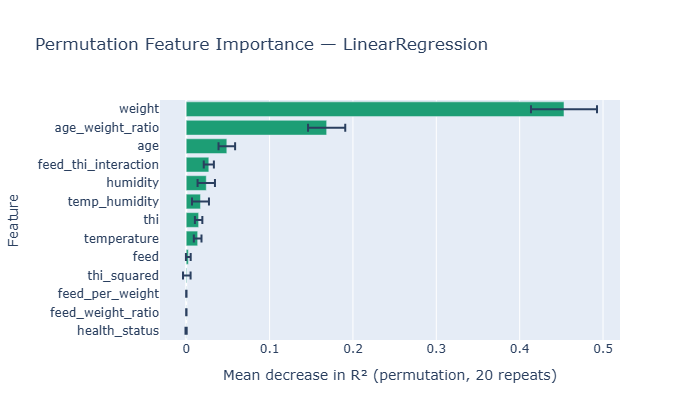 Permutation Feature Importance — LinearRegression
weight
age_weight_ratio
age
feed_thi_interaction
humidity
temp_humidity
thi
temperature
feed
thi_squared
feed_per_weight
feed_weight_ratio
health_status
Feature
0 0.1 0.2 0.3 0.4 0.5
Mean decrease in R² (permutation, 20 repeats)